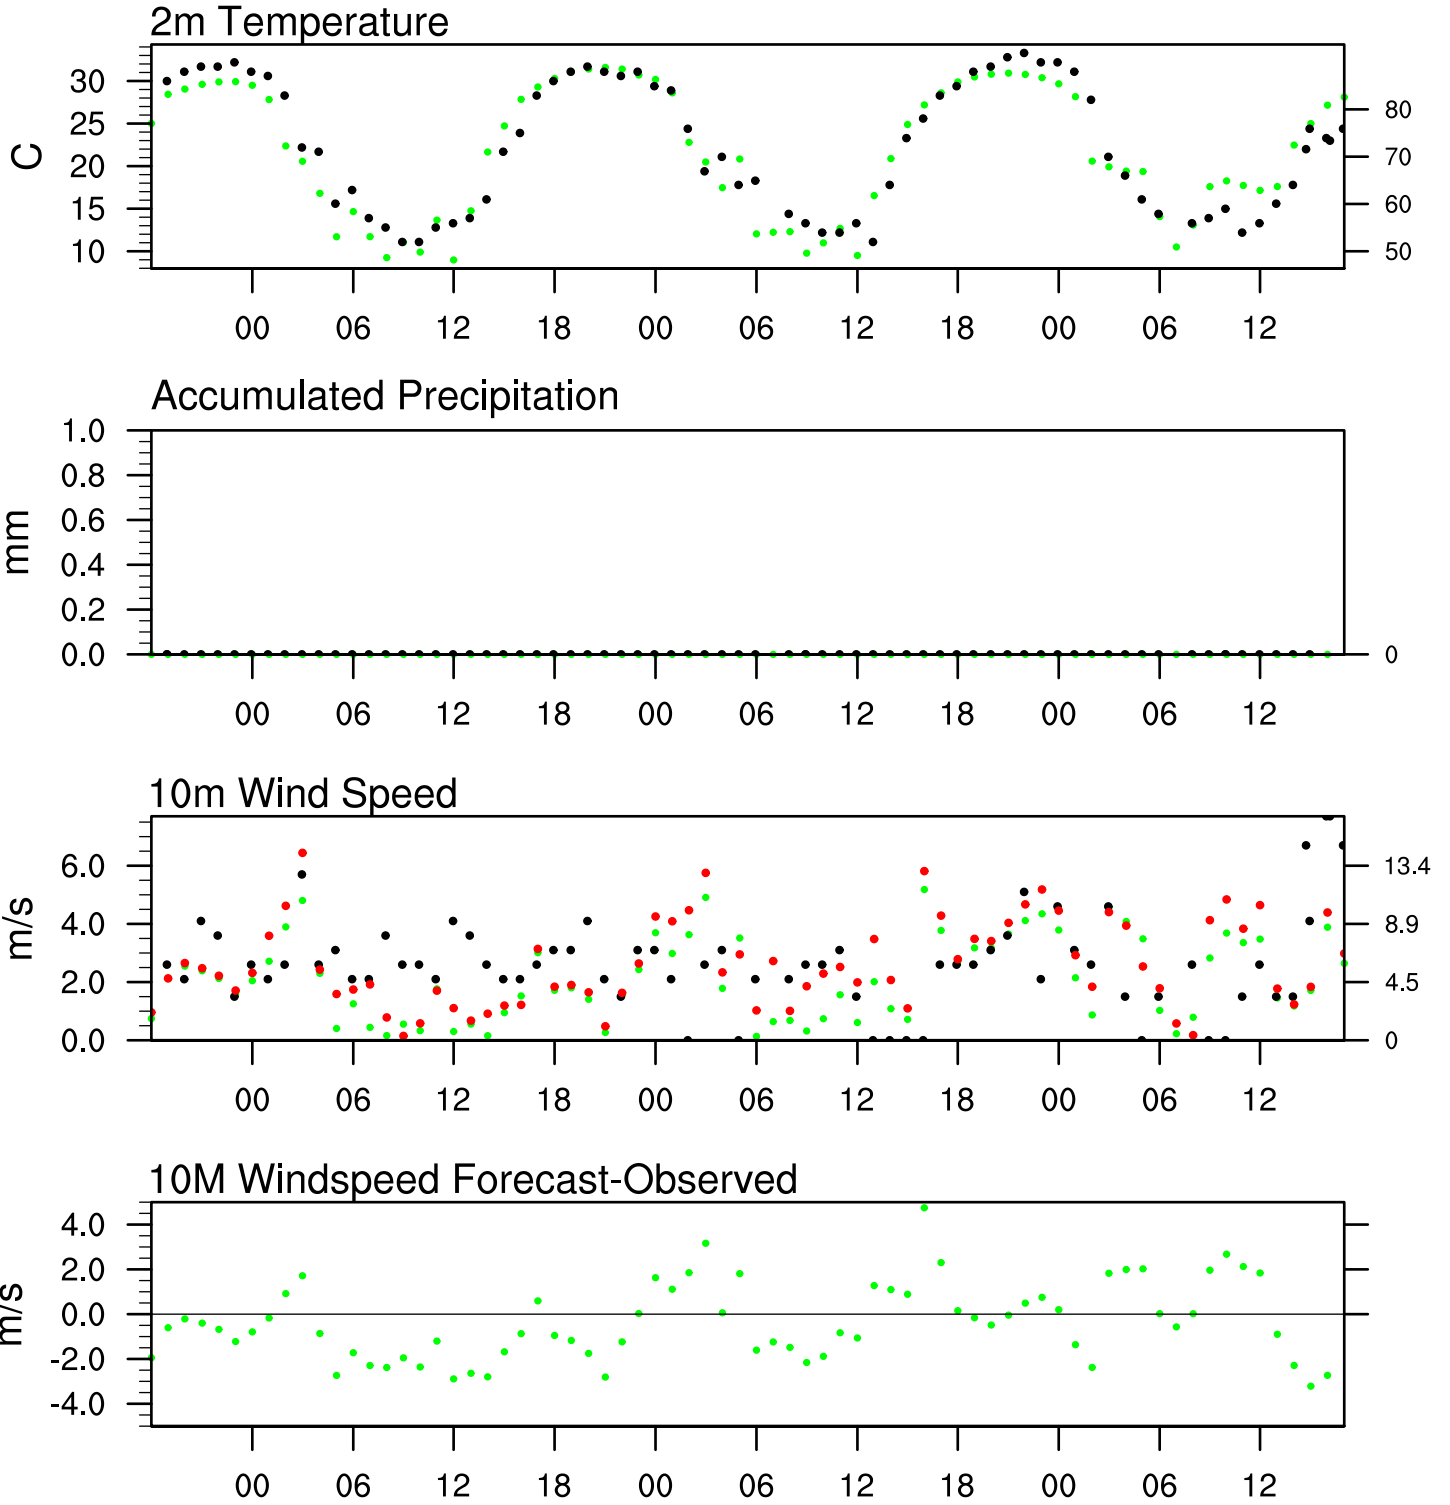 2m Temperature
30
25
20
15
10
C
80
70
60
50
00 06 12 18 00 06 12 18 00 06 12
Accumulated Precipitation
1.0
0.8
0.6
0.4
0.2
0.0
mm
0
00 06 12 18 00 06 12 18 00 06 12
10m Wind Speed
6.0
4.0
2.0
0.0
m/s
13.4
8.9
4.5
0
00 06 12 18 00 06 12 18 00 06 12
10M Windspeed Forecast-Observed
4.0
2.0
0.0
-2.0
-4.0
m/s
00 06 12 18 00 06 12 18 00 06 12